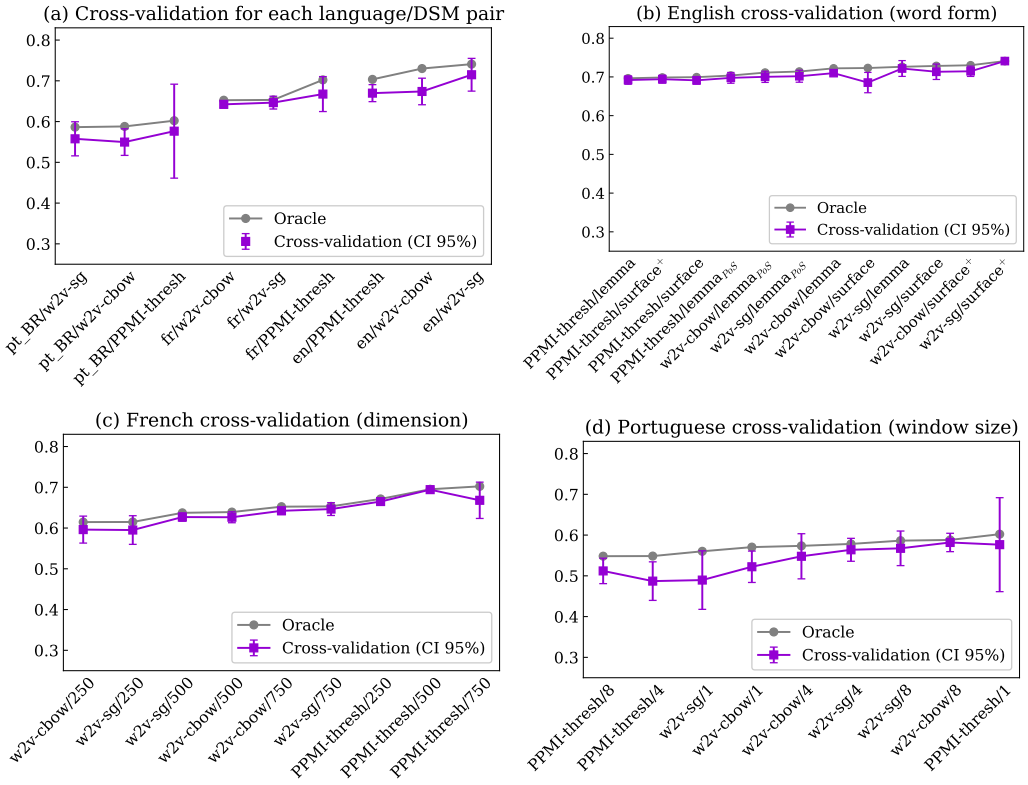 (a) Cross-validation for each language/DSM pair
0.8
0.7
0.6
0.5
0.4
0.3
Oracle
Cross-validation (CI 95%)
pt_BR/w2v-sg
pt_BR/w2v-cbow
pt_BR/PPMI-thresh
fr/w2v-cbow
fr/w2v-sg
fr/PPMI-thresh
en/PPMI-thresh
en/w2v-cbow
en/w2v-sg
(b) English cross-validation (word form)
0.8
0.7
0.6
0.5
0.4
0.3
Oracle
Cross-validation (CI 95%)
PPMI-thresh/lemma
PPMI-thresh/surface⁺
PPMI-thresh/surface
PPMI-thresh/lemmaPoS
w2v-cbow/lemmaPoS
w2v-sg/lemmaPoS
w2v-cbow/lemma
w2v-cbow/surface
w2v-sg/lemma
w2v-sg/surface
w2v-cbow/surface⁺
w2v-sg/surface⁺
(c) French cross-validation (dimension)
0.8
0.7
0.6
0.5
0.4
0.3
Oracle
Cross-validation (CI 95%)
w2v-cbow/250
w2v-sg/250
w2v-sg/500
w2v-cbow/500
w2v-cbow/750
w2v-sg/750
PPMI-thresh/250
PPMI-thresh/500
PPMI-thresh/750
(d) Portuguese cross-validation (window size)
0.8
0.7
0.6
0.5
0.4
0.3
Oracle
Cross-validation (CI 95%)
PPMI-thresh/8
PPMI-thresh/4
w2v-sg/1
w2v-cbow/1
w2v-cbow/4
w2v-sg/4
w2v-sg/8
w2v-cbow/8
PPMI-thresh/1